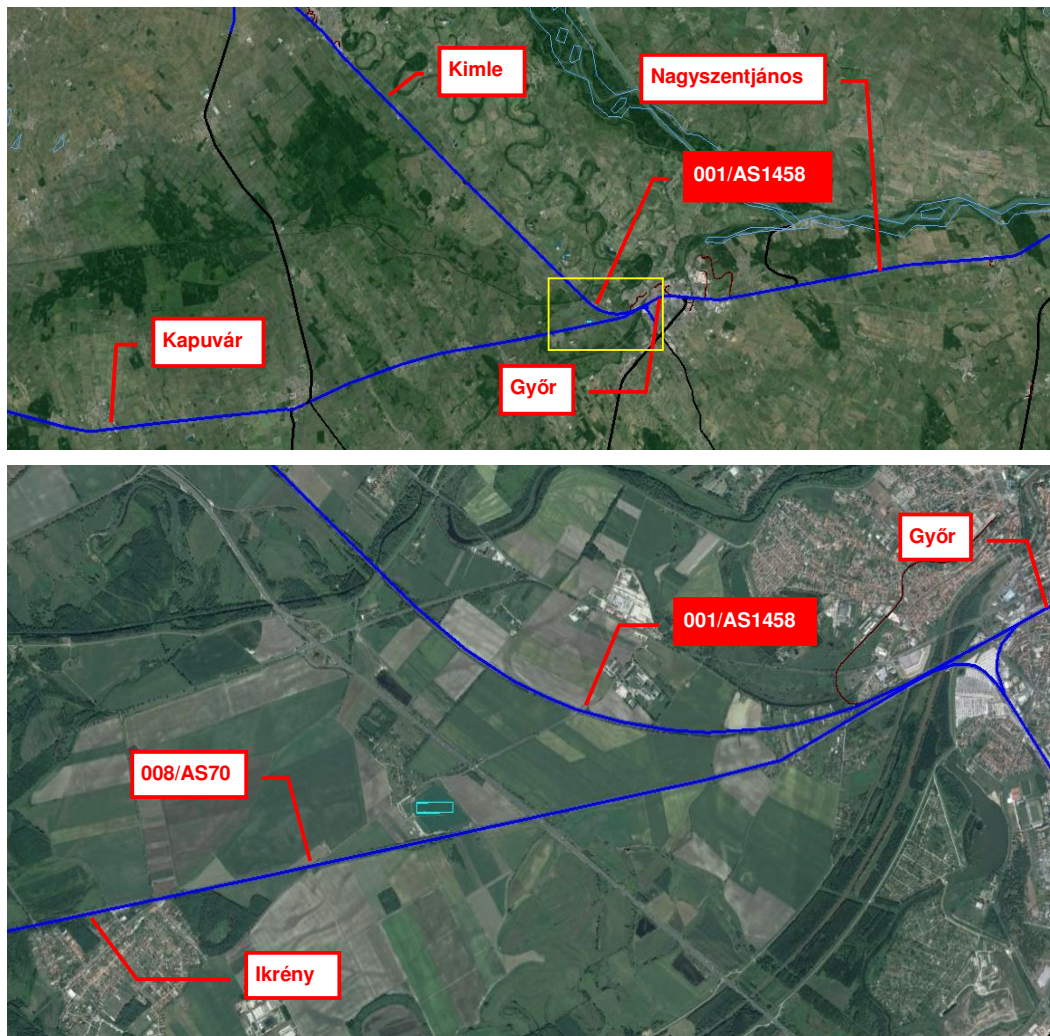 Kimle
Nagyszentjános
001/AS1458
Kapuvár
Győr
Győr
001/AS1458
008/AS70
Ikrény